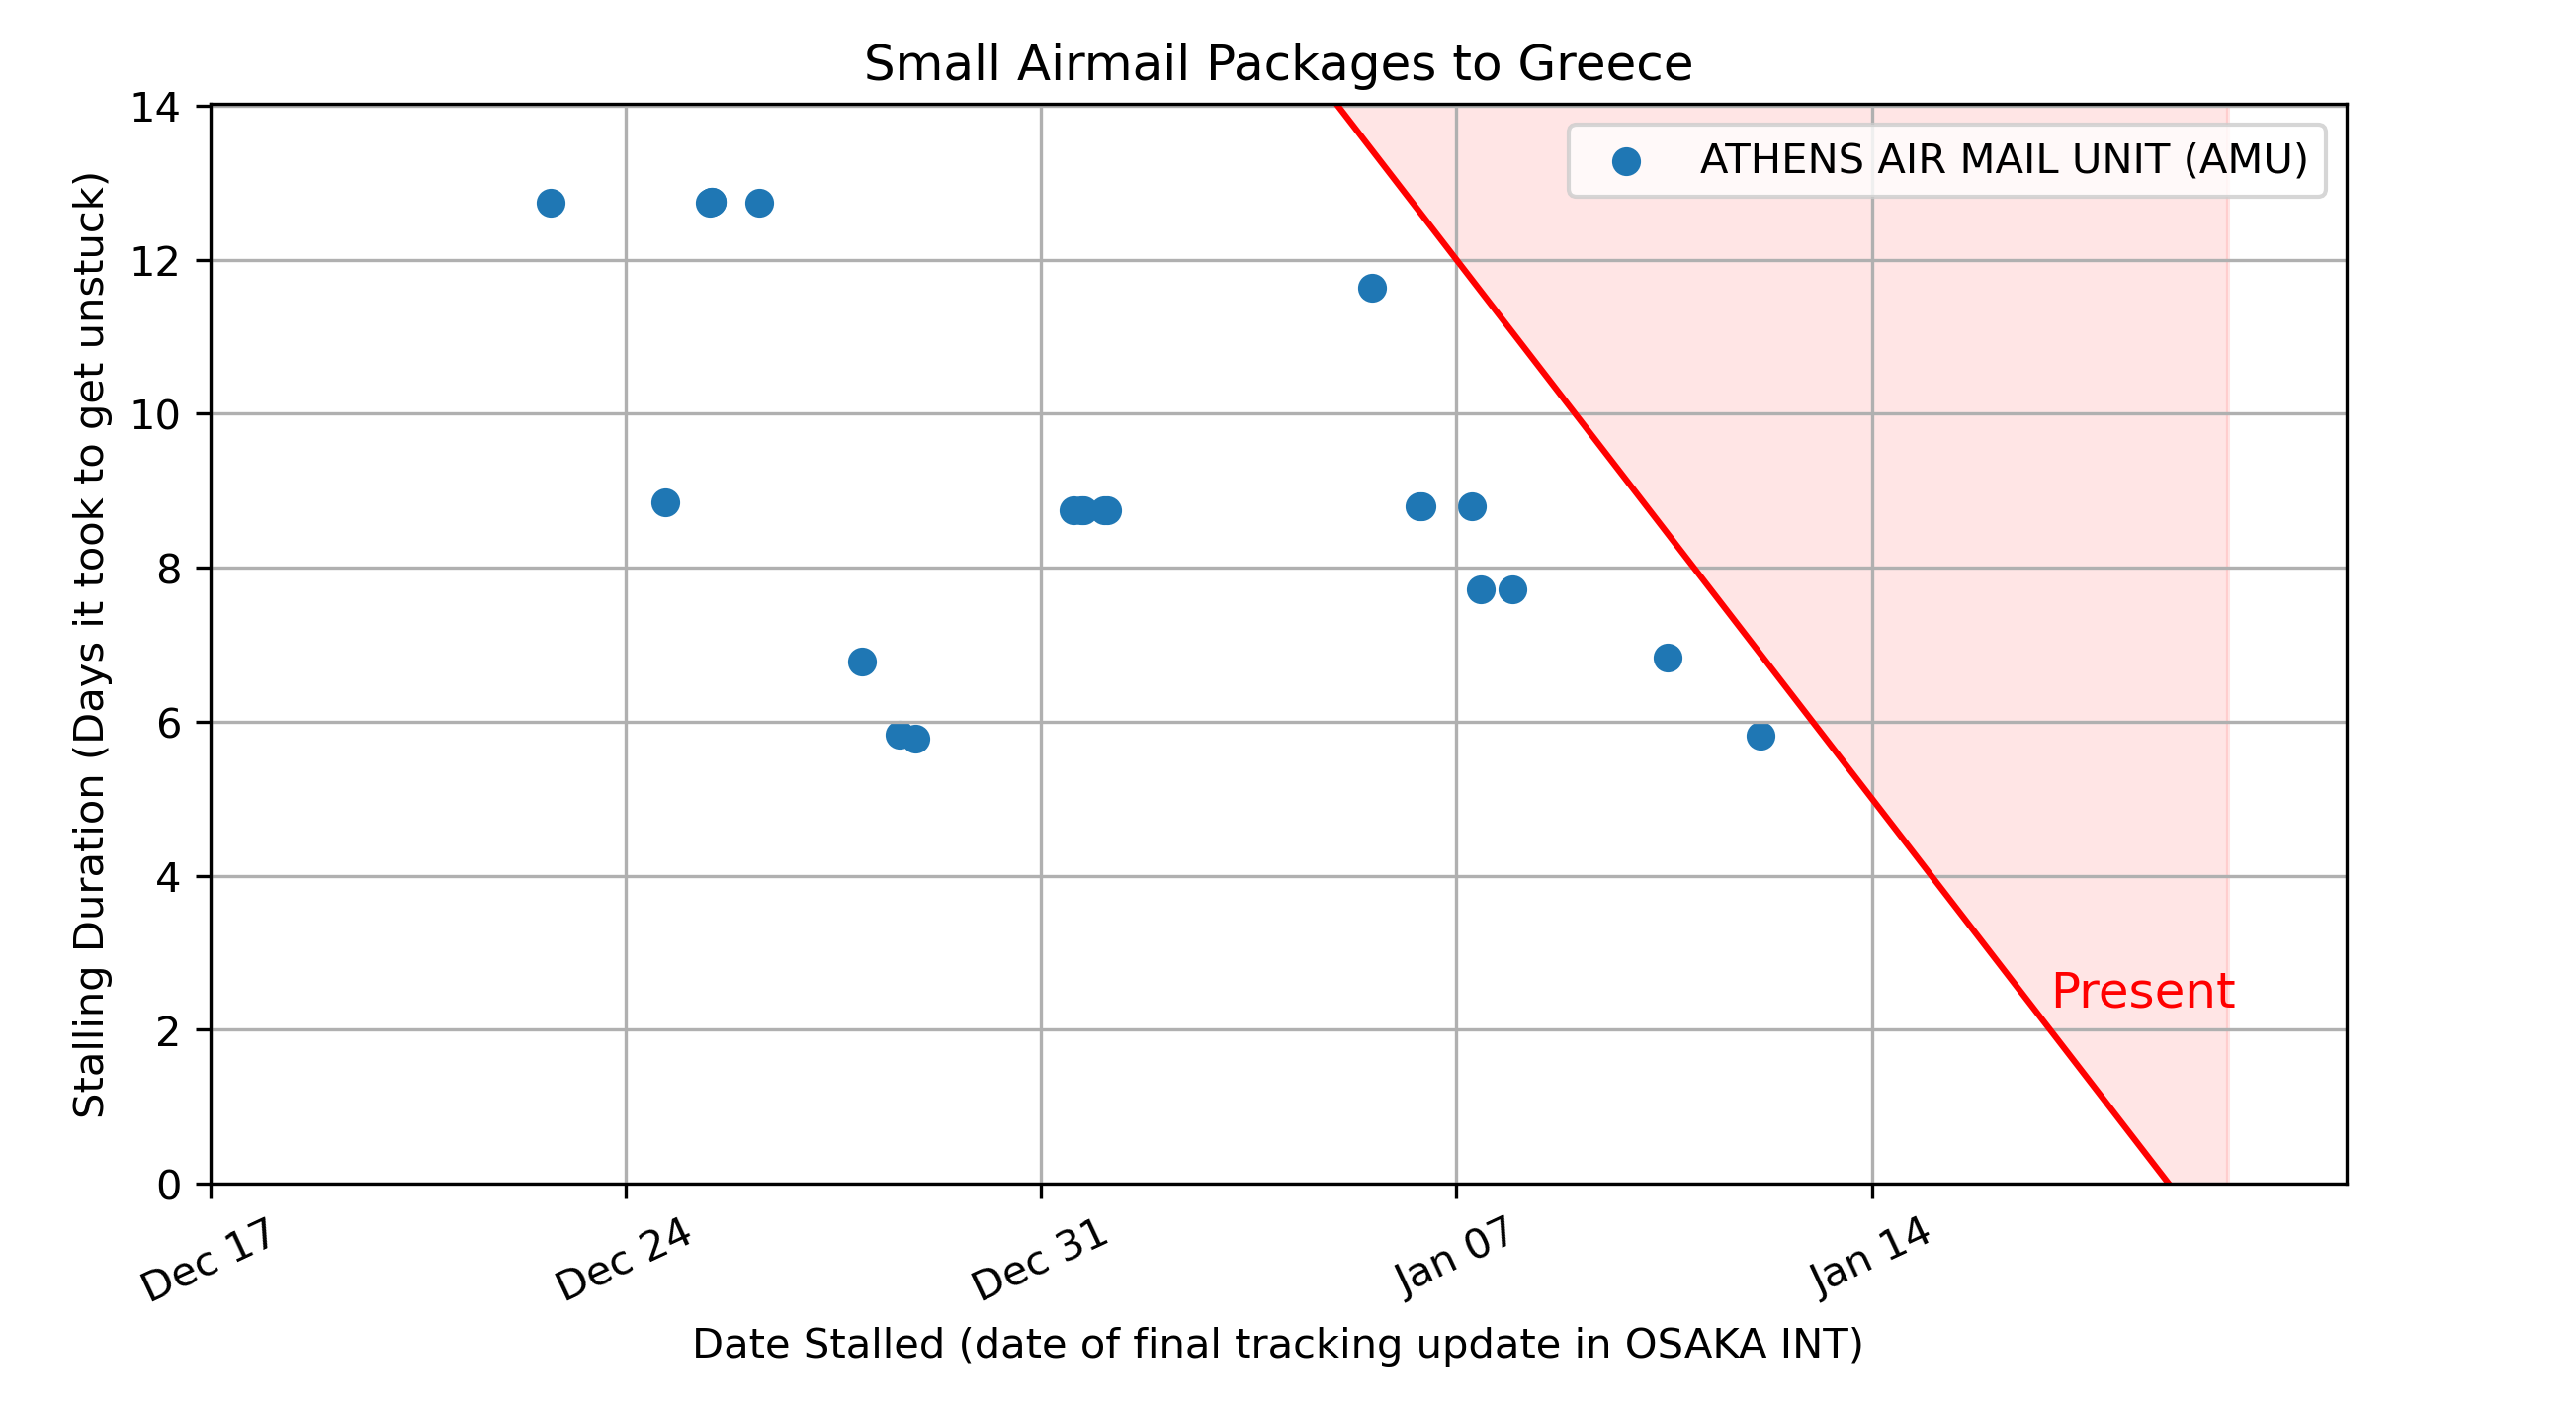 Small Airmail Packages to Greece
ATHENS AIR MAIL UNIT (AMU)
Stalling Duration (Days it took to get unstuck)
14
12
10
8
6
4
2
0
Present
Dec 17
Dec 24
Dec 31
Jan 07
Jan 14
Date Stalled (date of final tracking update in OSAKA INT)